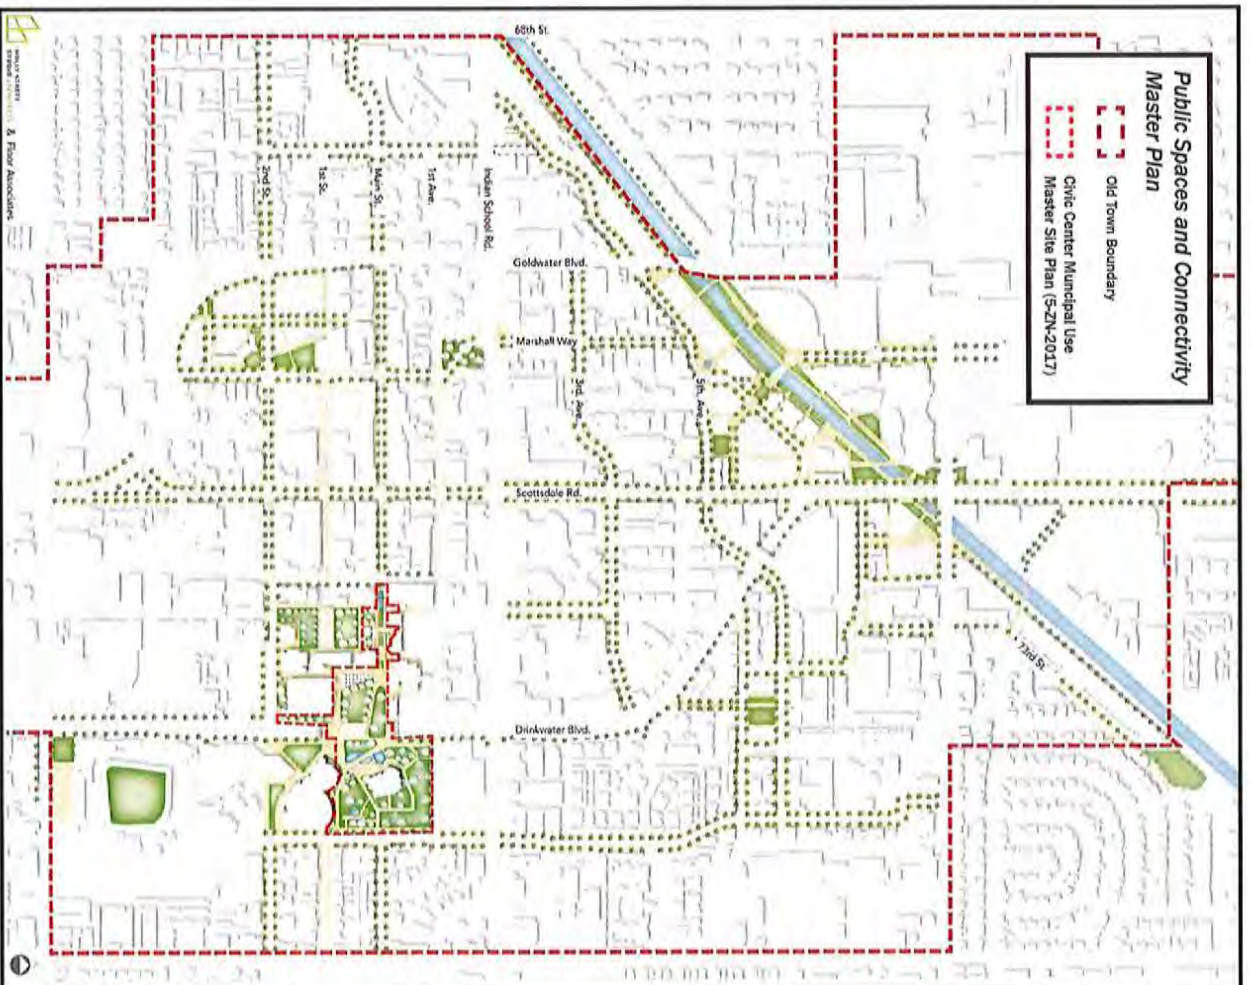 Public Spaces and Connectivity
Master Plan
Old Town Boundary
Civic Center Muncipal Use
Master Site Plan (5-ZN-2017)
68th St.
2nd St.
1st St.
Main St.
1st Ave.
Indian School Rd.
Goldwater Blvd.
Marshall Way
3rd. Ave.
5th. Ave.
Scottsdale Rd.
73rd St.
Drinkwater Blvd.
& Floor Associates